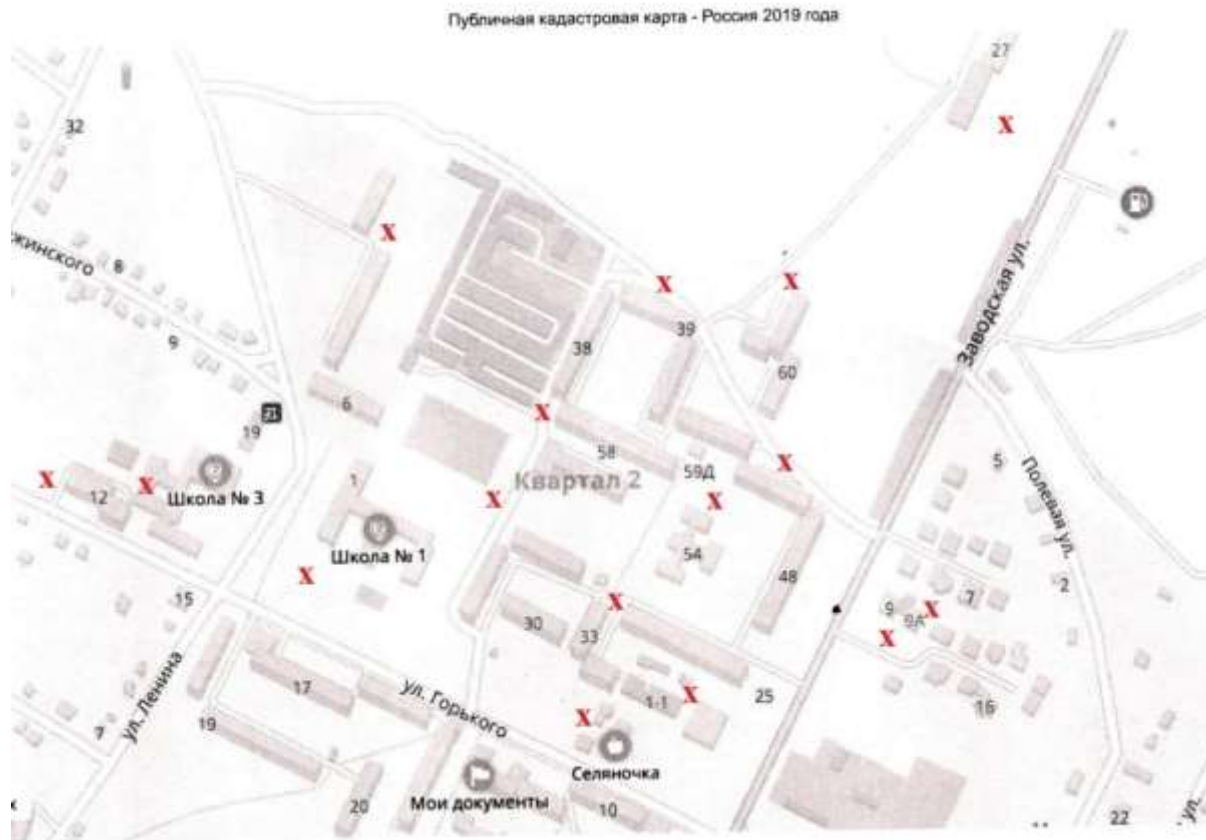 Публичная кадастровая карта - Россия 2019 года
27
X
32
X
жинского
8
X
X
Заводская ул.
38
39
9
60
6
X
19
58
X
Квартал 2
59Д
5
Полевая ул.
X
12
X
Школа № 3
1
X
X
Школа № 1
54
48
X
2
15
X
30
33
9
9А
X
7
X
ул. Ленина
17
ул. Горького
1-1
X
25
16
19
X
Селяночка
Мои документы
20
10
22
ул.